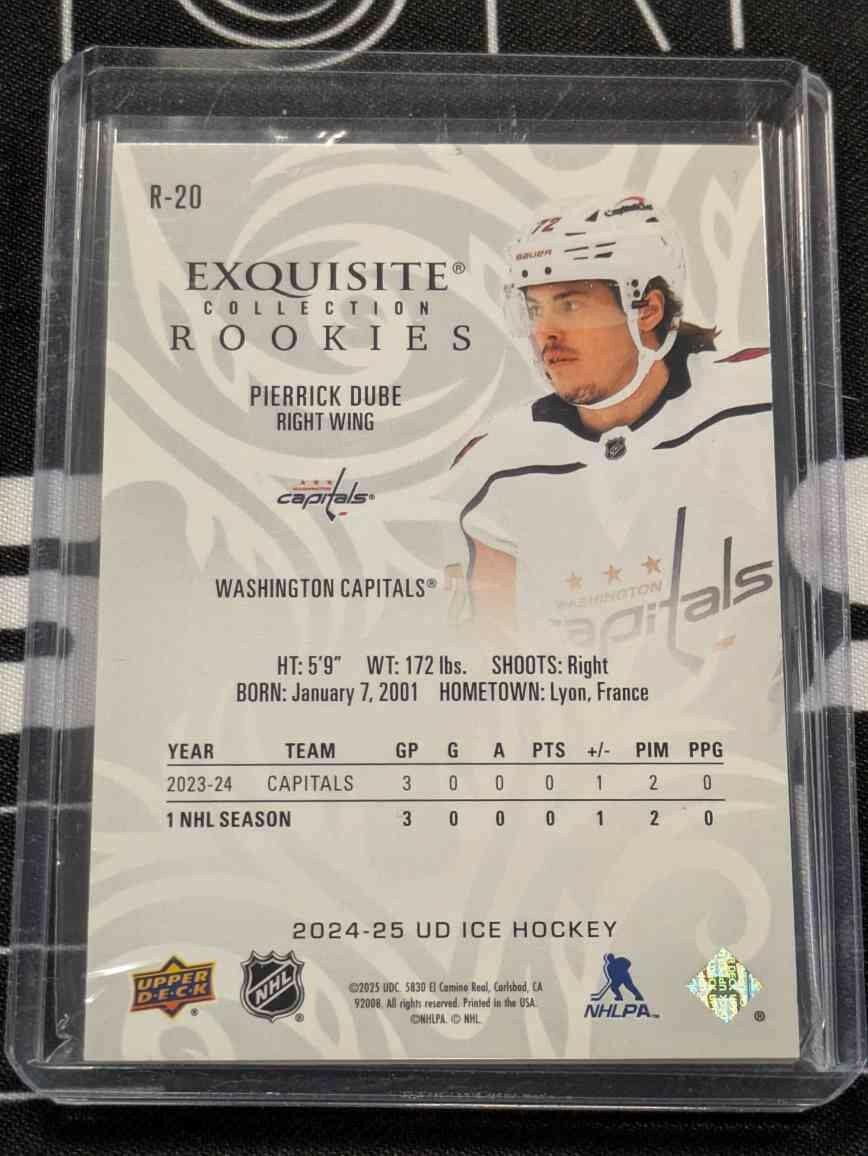 R-20
72
BAUER
EXQUISITE®
COLLECTION
ROOKIES
PIERRICK DUBE
RIGHT WING
WASHINGTON
capitals®
WASHINGTON CAPITALS®
WASHINGTON
capitals
HT: 5'9" WT: 172 lbs. SHOOTS: Right
BORN: January 7, 2001 HOMETOWN: Lyon, France
YEAR TEAM GP G A PTS +/- PIM PPG
2023-24 CAPITALS 3 0 0 0 1 2 0
1 NHL SEASON 3 0 0 0 1 2 0
2024-25 UD ICE HOCKEY
UPPER
D·E·C·K ®
NHL ®
©2025 UDC. 5830 El Camino Real, Carlsbad, CA
92008. All rights reserved. Printed in the USA.
©NHLPA. © NHL.
NHLPA™
®